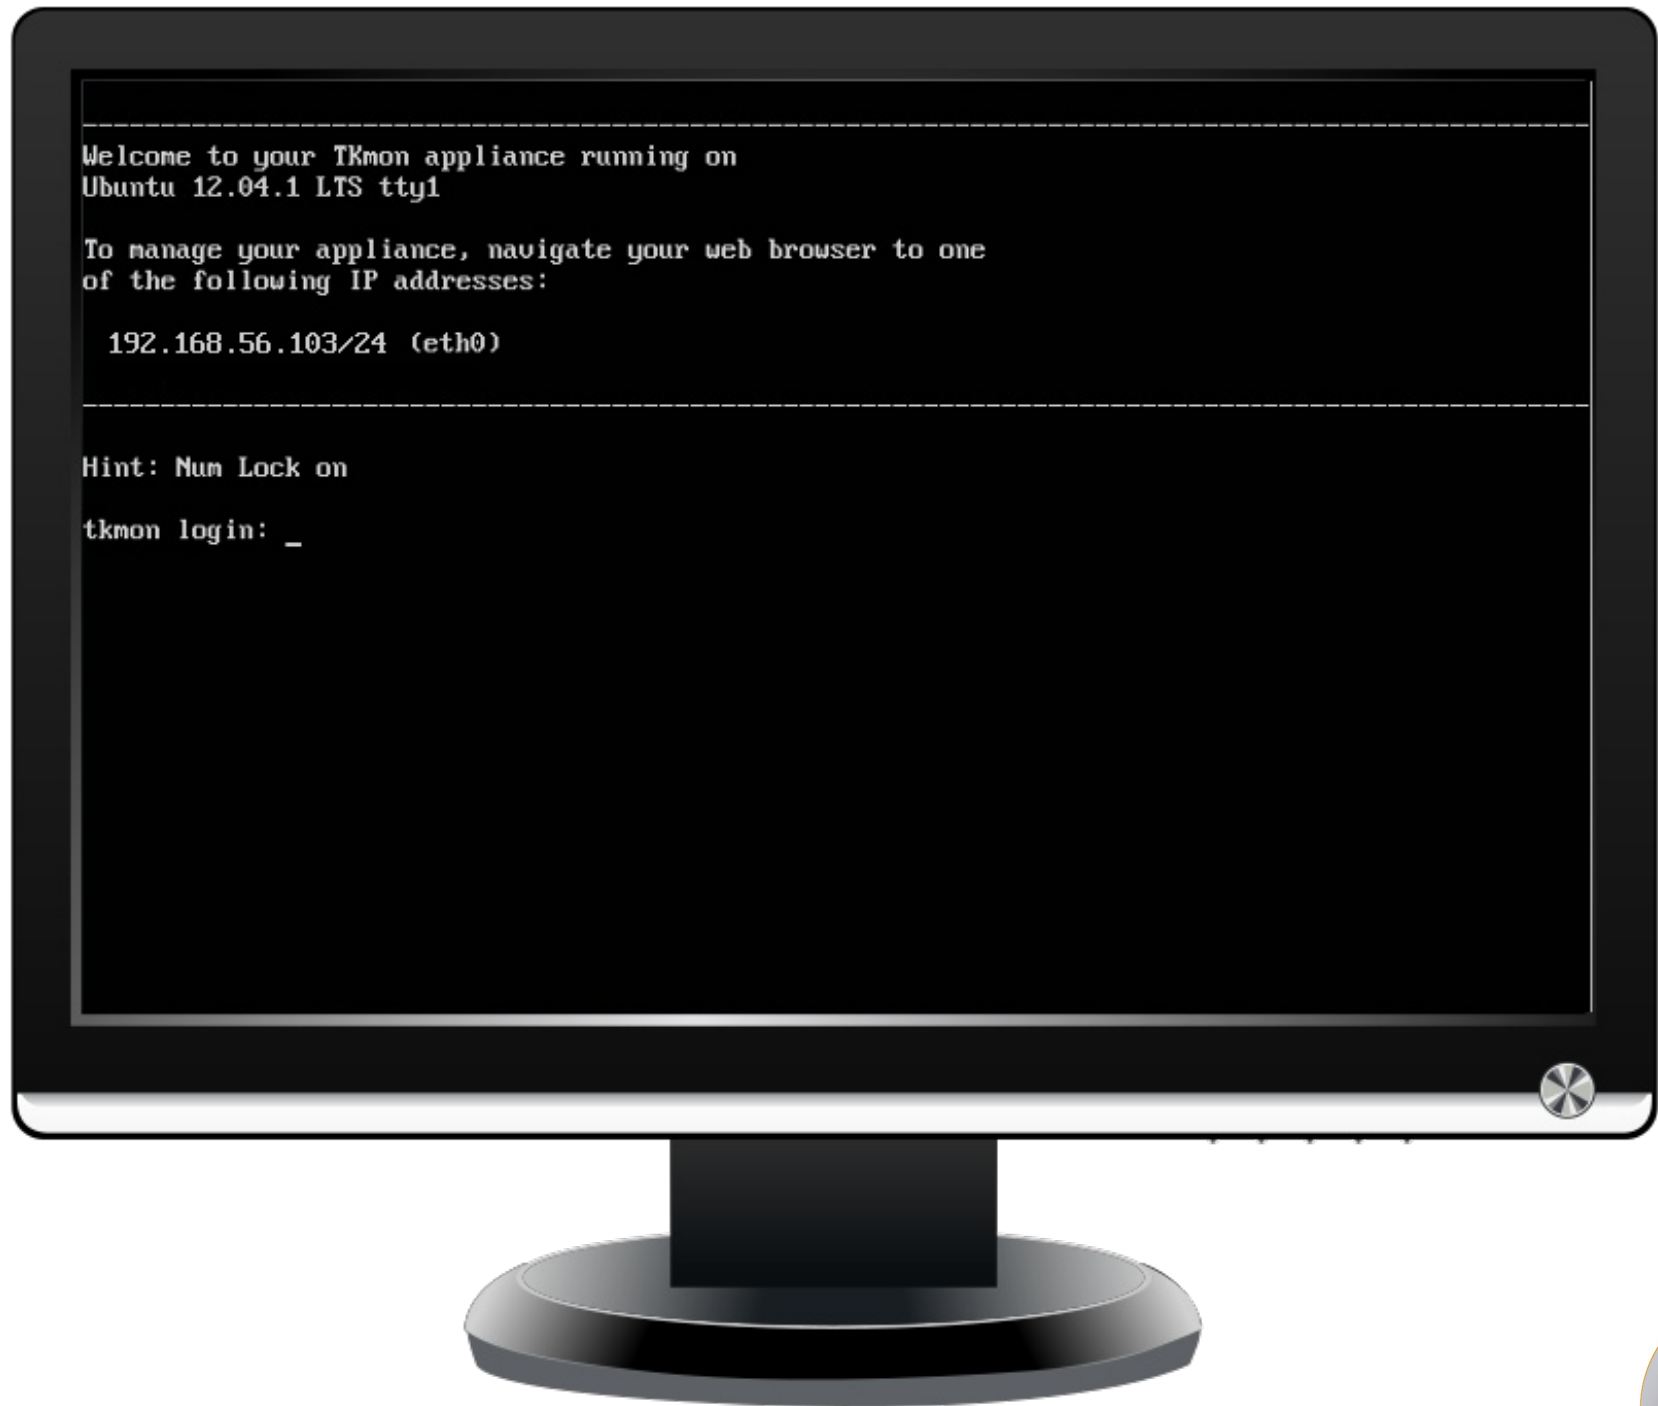 Welcome to your TKmon appliance running on
Ubuntu 12.04.1 LTS tty1
To manage your appliance, navigate your web browser to one
of the following IP addresses:
192.168.56.103/24 (eth0)
Hint: Num Lock on
tkmon login: _